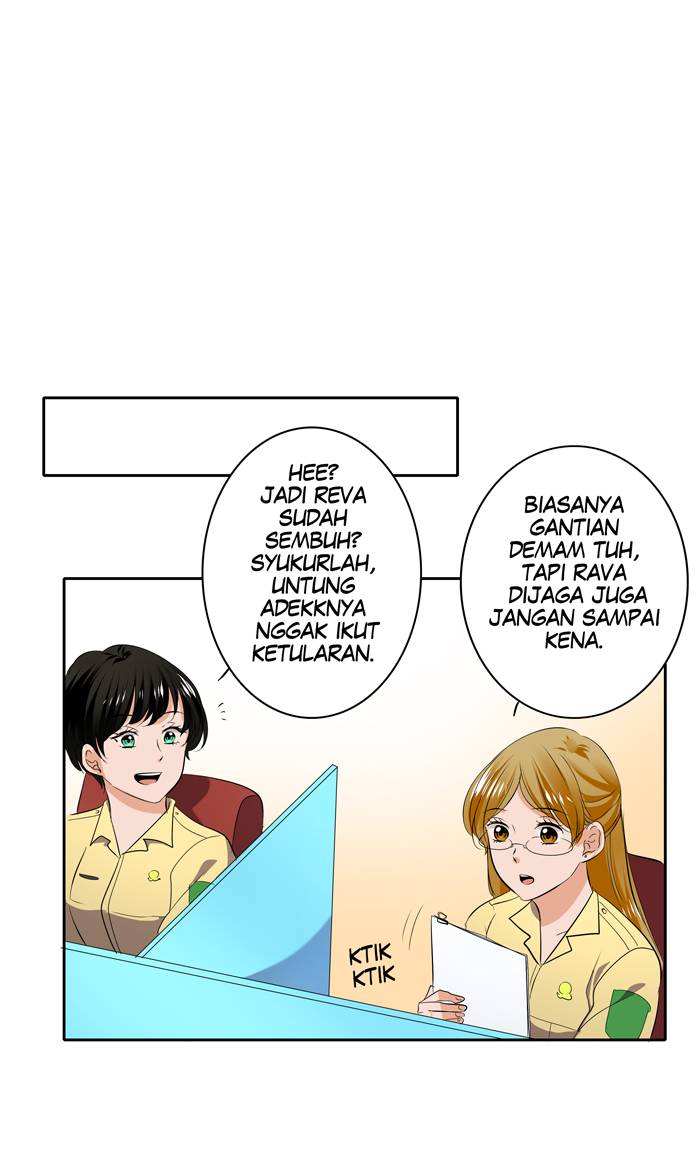 HEE?
JADI REVA
SUDAH
SEMBUH?
SYUKURLAH,
UNTUNG
ADEKKNYA
NGGAK IKUT
KETULARAN.
BIASANYA
GANTIAN
DEMAM TUH,
TAPI RAVA
DIJAGA JUGA
JANGAN SAMPAI
KENA.
KTIK
KTIK